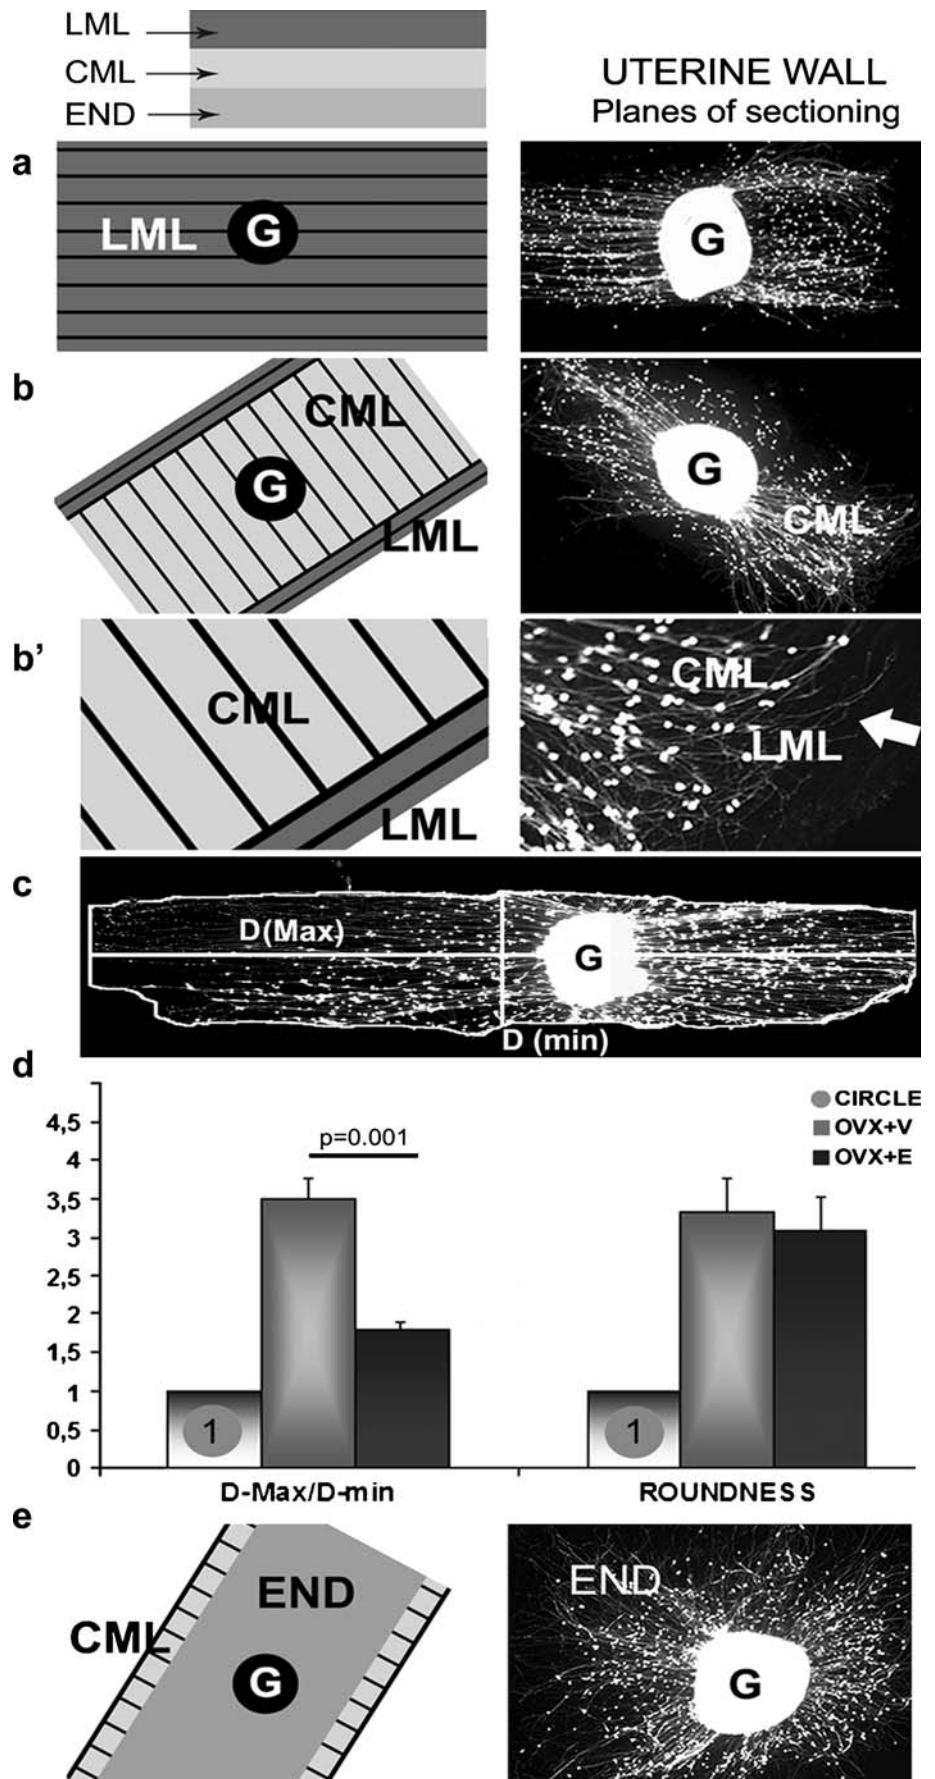 LML
CML
END
UTERINE WALL
Planes of sectioning
a
LML
G
G
b
CML
G
LML
G
CML
b’
CML
LML
CML
LML
c
D(Max)
G
D (min)
d
4,5
4
3,5
3
2,5
2
1,5
1
0,5
0
p=0.001
CIRCLE
OVX+V
OVX+E
1
1
D-Max/D-min
ROUNDNESS
e
END
CML
G
END
G